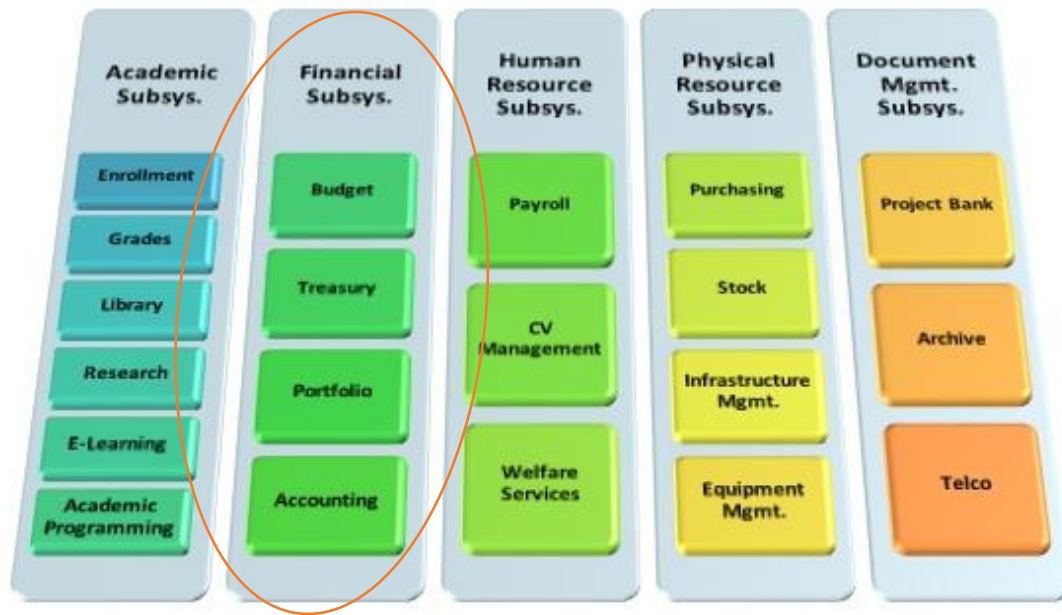 Academic
Subsys.
Enrollment
Grades
Library
Research
E-Learning
Academic
Programming
Financial
Subsys.
Budget
Treasury
Portfolio
Accounting
Human
Resource
Subsys.
Payroll
CV
Management
Welfare
Services
Physical
Resource
Subsys.
Purchasing
Stock
Infrastructure
Mgmt.
Equipment
Mgmt.
Document
Mgmt.
Subsys.
Project Bank
Archive
Telco